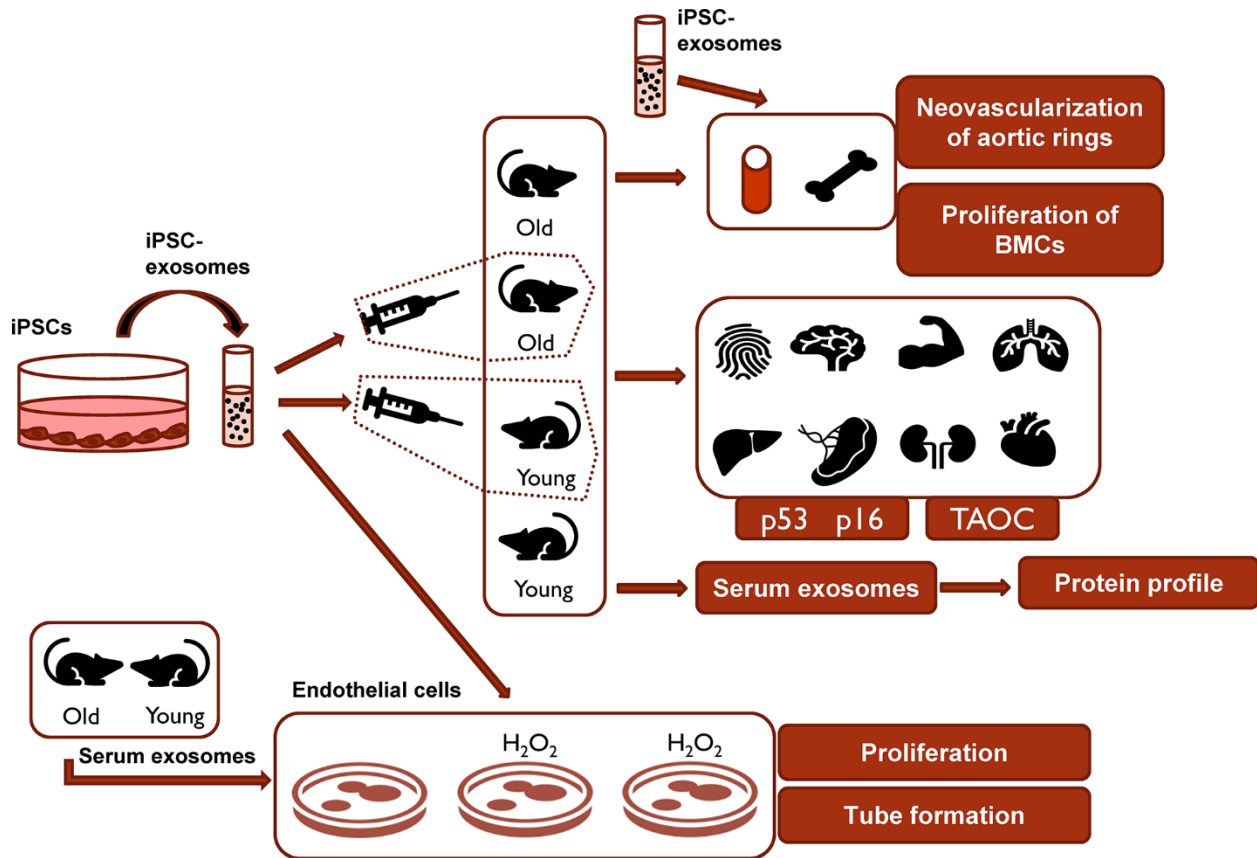 iPSC-
exosomes
Neovascularization
of aortic rings
Proliferation of
BMCs
Old
iPSC-
exosomes
iPSCs
Old
Young
p53 p16
TAOC
Young
Serum exosomes
Protein profile
Old
Young
Serum exosomes
Endothelial cells
H₂O₂
H₂O₂
Proliferation
Tube formation